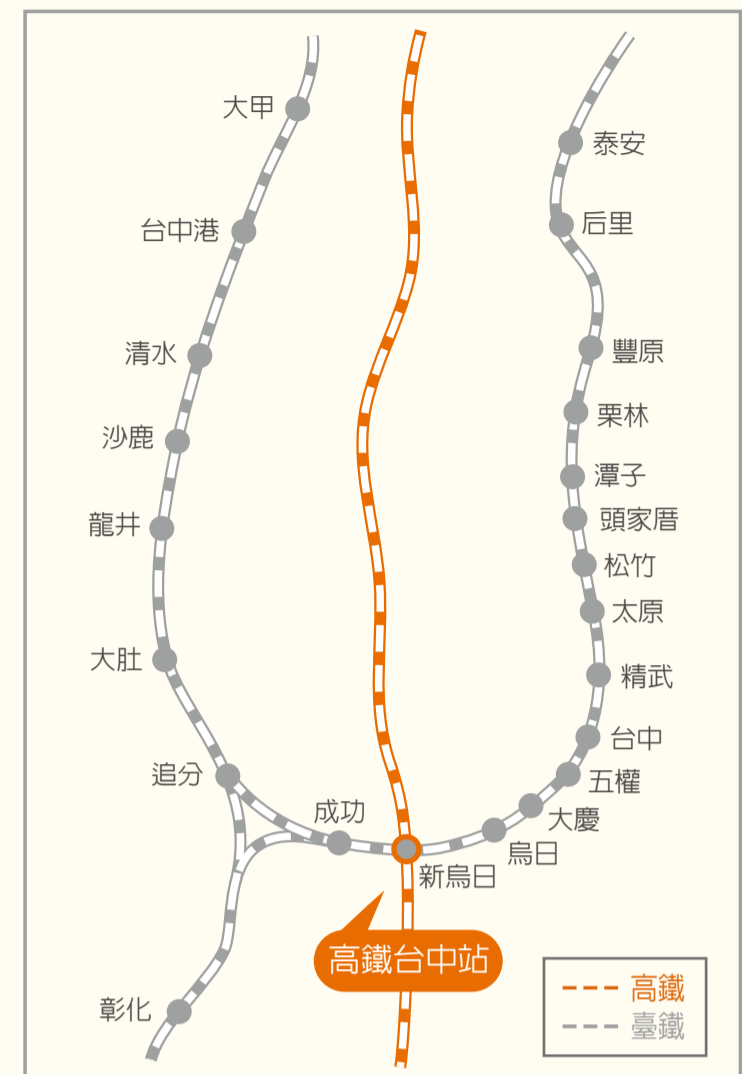 大甲
台中港
清水
沙鹿
龍井
大肚
追分
成功
彰化
泰安
后里
豐原
栗林
潭子
頭家厝
松竹
太原
精武
台中
五權
大慶
烏日
新烏日
高鐵台中站
高鐵
臺鐵